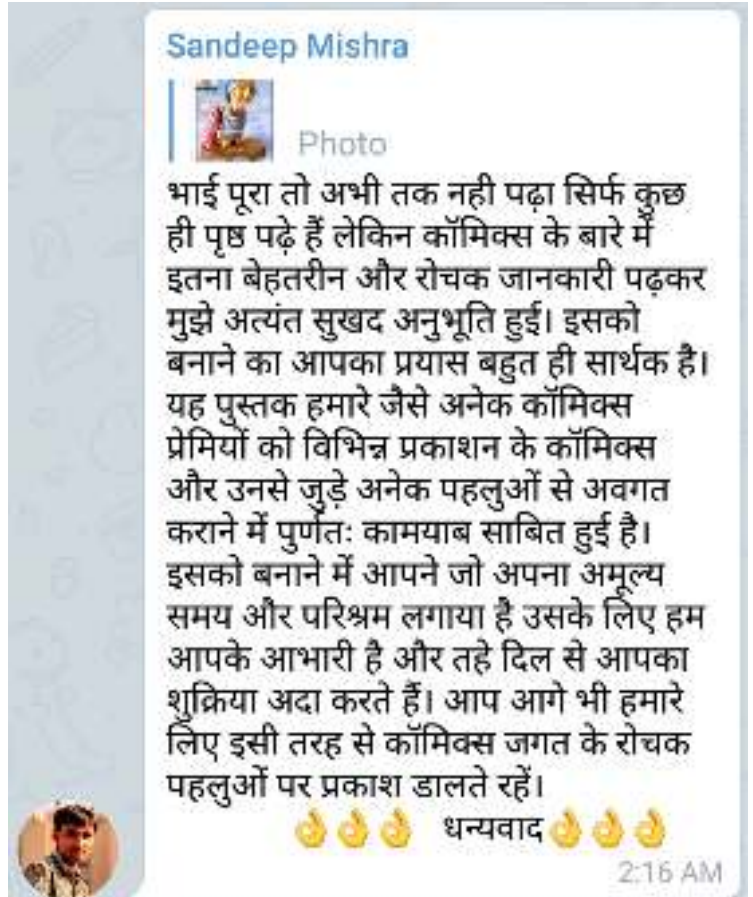 Sandeep Mishra
Photo
भाई पूरा तो अभी तक नही पढ़ा सिर्फ कुछ
ही पृष्ठ पढ़े हैं लेकिन कॉमिक्स के बारे में
इतना बेहतरीन और रोचक जानकारी पढ़कर
मुझे अत्यंत सुखद अनुभूति हुई। इसको
बनाने का आपका प्रयास बहुत ही सार्थक है।
यह पुस्तक हमारे जैसे अनेक कॉमिक्स
प्रेमियों को विभिन्न प्रकाशन के कॉमिक्स
और उनसे जुड़े अनेक पहलुओं से अवगत
कराने में पुर्णतः कामयाब साबित हुई है।
इसको बनाने में आपने जो अपना अमूल्य
समय और परिश्रम लगाया है उसके लिए हम
आपके आभारी है और तहे दिल से आपका
शुक्रिया अदा करते हैं। आप आगे भी हमारे
लिए इसी तरह से कॉमिक्स जगत के रोचक
पहलुओं पर प्रकाश डालते रहें।
👌👌👌 धन्यवाद👌👌👌
2:16 AM